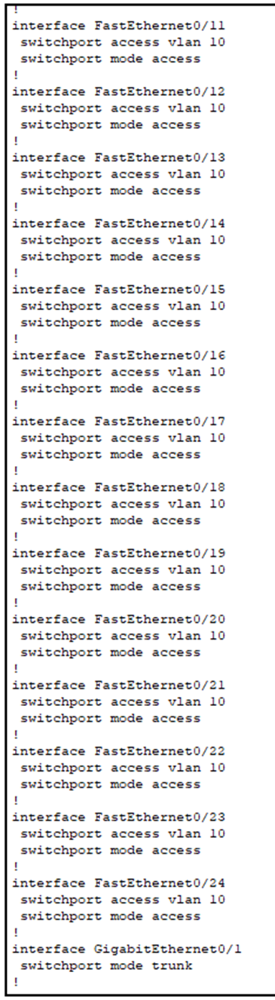 !
interface FastEthernet0/11
 switchport access vlan 10
 switchport mode access
!
interface FastEthernet0/12
 switchport access vlan 10
 switchport mode access
!
interface FastEthernet0/13
 switchport access vlan 10
 switchport mode access
!
interface FastEthernet0/14
 switchport access vlan 10
 switchport mode access
!
interface FastEthernet0/15
 switchport access vlan 10
 switchport mode access
!
interface FastEthernet0/16
 switchport access vlan 10
 switchport mode access
!
interface FastEthernet0/17
 switchport access vlan 10
 switchport mode access
!
interface FastEthernet0/18
 switchport access vlan 10
 switchport mode access
!
interface FastEthernet0/19
 switchport access vlan 10
 switchport mode access
!
interface FastEthernet0/20
 switchport access vlan 10
 switchport mode access
!
interface FastEthernet0/21
 switchport access vlan 10
 switchport mode access
!
interface FastEthernet0/22
 switchport access vlan 10
 switchport mode access
!
interface FastEthernet0/23
 switchport access vlan 10
 switchport mode access
!
interface FastEthernet0/24
 switchport access vlan 10
 switchport mode access
!
interface GigabitEthernet0/1
 switchport mode trunk
!